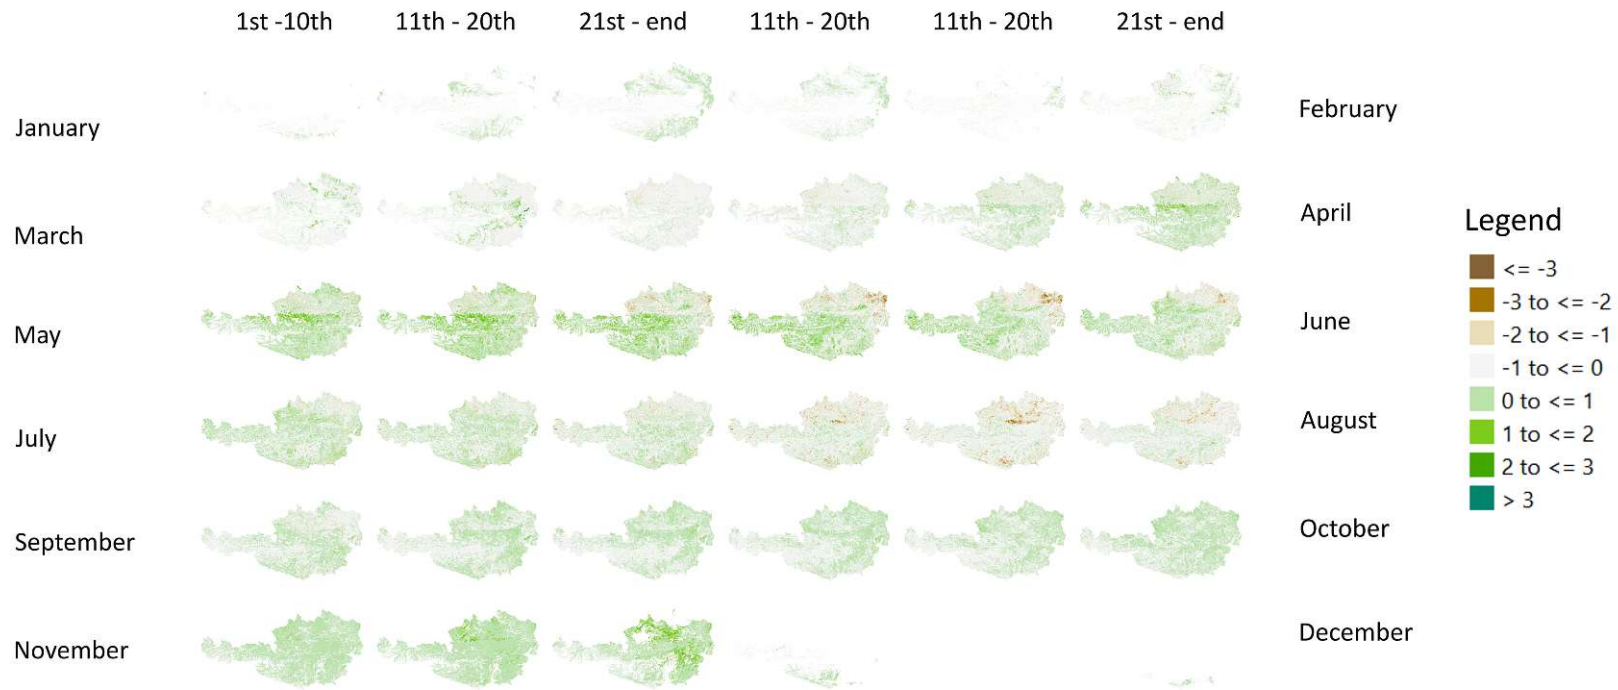 1st -10th 11th - 20th 21st - end 11th - 20th 11th - 20th 21st - end
January
February
March
April
May
June
July
August
September
October
November
December
Legend
<= -3
-3 to <= -2
-2 to <= -1
-1 to <= 0
0 to <= 1
1 to <= 2
2 to <= 3
> 3